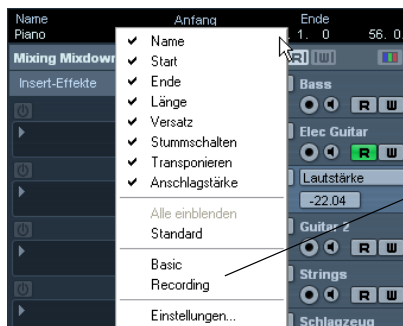 Name Anfang Ende
Piano 1. 1. 0 56. 0.
Mixing Mixdown
Insert-Effekte
Name
Start
Ende
Länge
Versatz
Stummschalten
Transponieren
Anschlagstärke
Alle einblenden
Standard
Basic
Recording
Einstellungen...
R W
Bass
R W
Elec Guitar
R W
Lautstärke
-22.04
Guitar 2
R W
Strings
R W
Schlagzeug